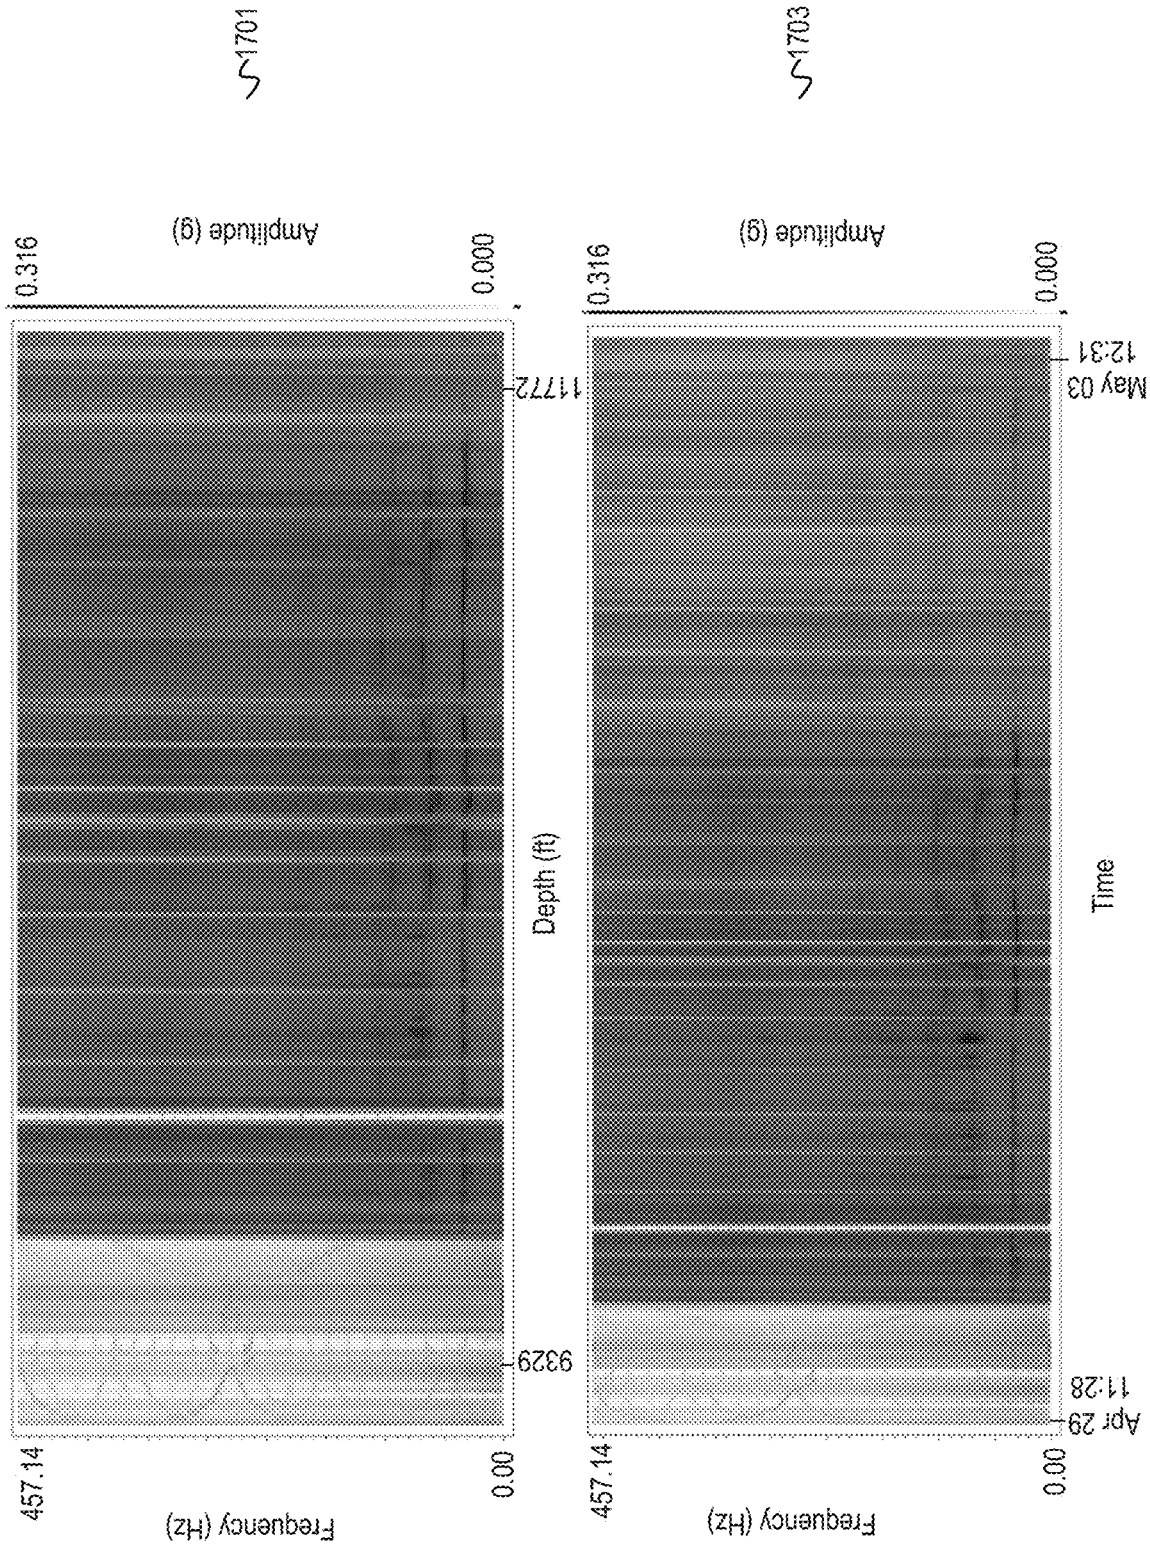 1701
Amplitude (g)
0.316
0.000
11772
Depth (ft)
9329
457.14
0.00
Frequency (Hz)
1703
Amplitude (g)
0.316
0.000
12:31
May 03
Time
11:28
Apr 29
457.14
0.00
Frequency (Hz)